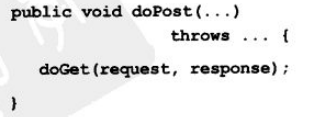 public void doPost(...)
throws ... {
doGet(request, response);
}